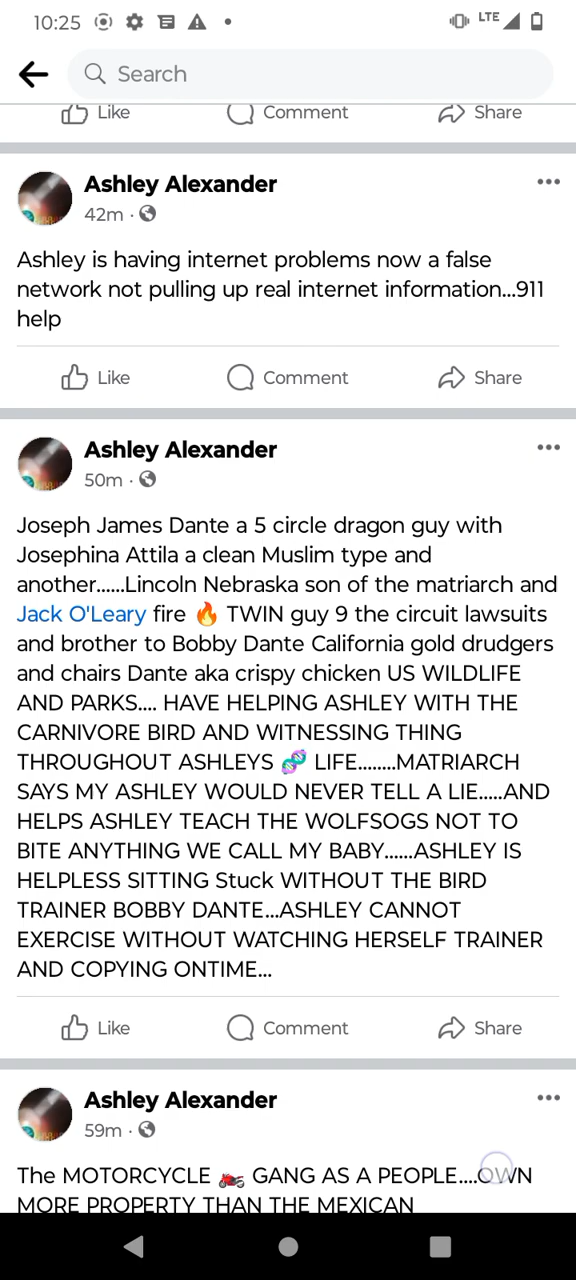 10:25
LTE
Search
Like Comment Share
Ashley Alexander
42m
Ashley is having internet problems now a false
network not pulling up real internet information...911
help
Like Comment Share
Ashley Alexander
50m
Joseph James Dante a 5 circle dragon guy with
Josephina Attila a clean Muslim type and
another......Lincoln Nebraska son of the matriarch and
Jack O'Leary fire 🔥 TWIN guy 9 the circuit lawsuits
and brother to Bobby Dante California gold drudgers
and chairs Dante aka crispy chicken US WILDLIFE
AND PARKS.... HAVE HELPING ASHLEY WITH THE
CARNIVORE BIRD AND WITNESSING THING
THROUGHOUT ASHLEYS 🧬 LIFE........MATRIARCH
SAYS MY ASHLEY WOULD NEVER TELL A LIE.....AND
HELPS ASHLEY TEACH THE WOLFSOGS NOT TO
BITE ANYTHING WE CALL MY BABY......ASHLEY IS
HELPLESS SITTING Stuck WITHOUT THE BIRD
TRAINER BOBBY DANTE...ASHLEY CANNOT
EXERCISE WITHOUT WATCHING HERSELF TRAINER
AND COPYING ONTIME...
Like Comment Share
Ashley Alexander
59m
The MOTORCYCLE 🏍️ GANG AS A PEOPLE....OWN
MORE PROPERTY THAN THE MEXICAN